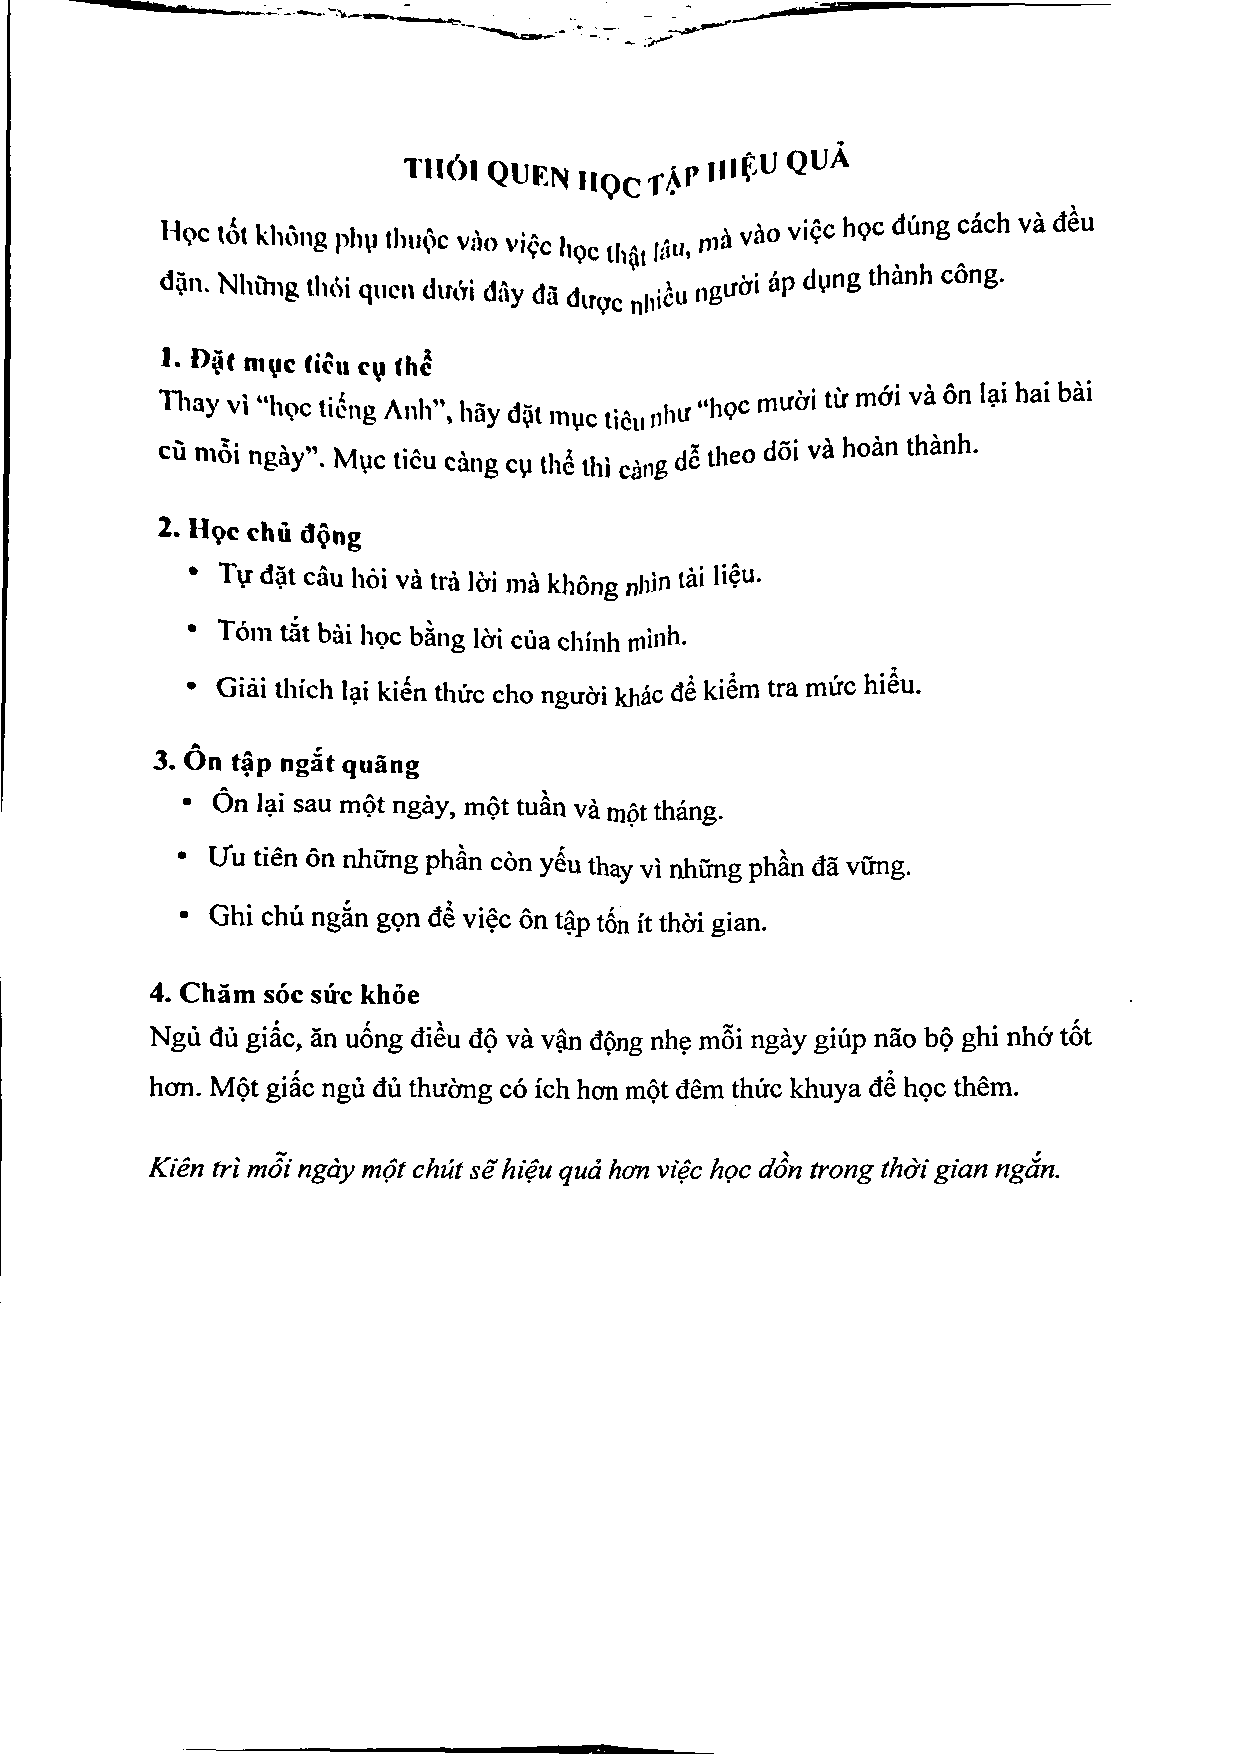 THÓI QUEN HỌC TẬP HIỆU QUẢ
Học tốt không phụ thuộc vào việc học thật lâu, mà vào việc học đúng cách và đều
đặn. Những thói quen dưới đây đã được nhiều người áp dụng thành công.
1. Đặt mục tiêu cụ thể
Thay vì “học tiếng Anh”, hãy đặt mục tiêu như “học mười từ mới và ôn lại hai bài
cũ mỗi ngày”. Mục tiêu càng cụ thể thì càng dễ theo dõi và hoàn thành.
2. Học chủ động
• Tự đặt câu hỏi và trả lời mà không nhìn tài liệu.
• Tóm tắt bài học bằng lời của chính mình.
• Giải thích lại kiến thức cho người khác để kiểm tra mức hiểu.
3. Ôn tập ngắt quãng
• Ôn lại sau một ngày, một tuần và một tháng.
• Ưu tiên ôn những phần còn yếu thay vì những phần đã vững.
• Ghi chú ngắn gọn để việc ôn tập tốn ít thời gian.
4. Chăm sóc sức khỏe
Ngủ đủ giấc, ăn uống điều độ và vận động nhẹ mỗi ngày giúp não bộ ghi nhớ tốt
hơn. Một giấc ngủ đủ thường có ích hơn một đêm thức khuya để học thêm.
Kiên trì mỗi ngày một chút sẽ hiệu quả hơn việc học dồn trong thời gian ngắn.